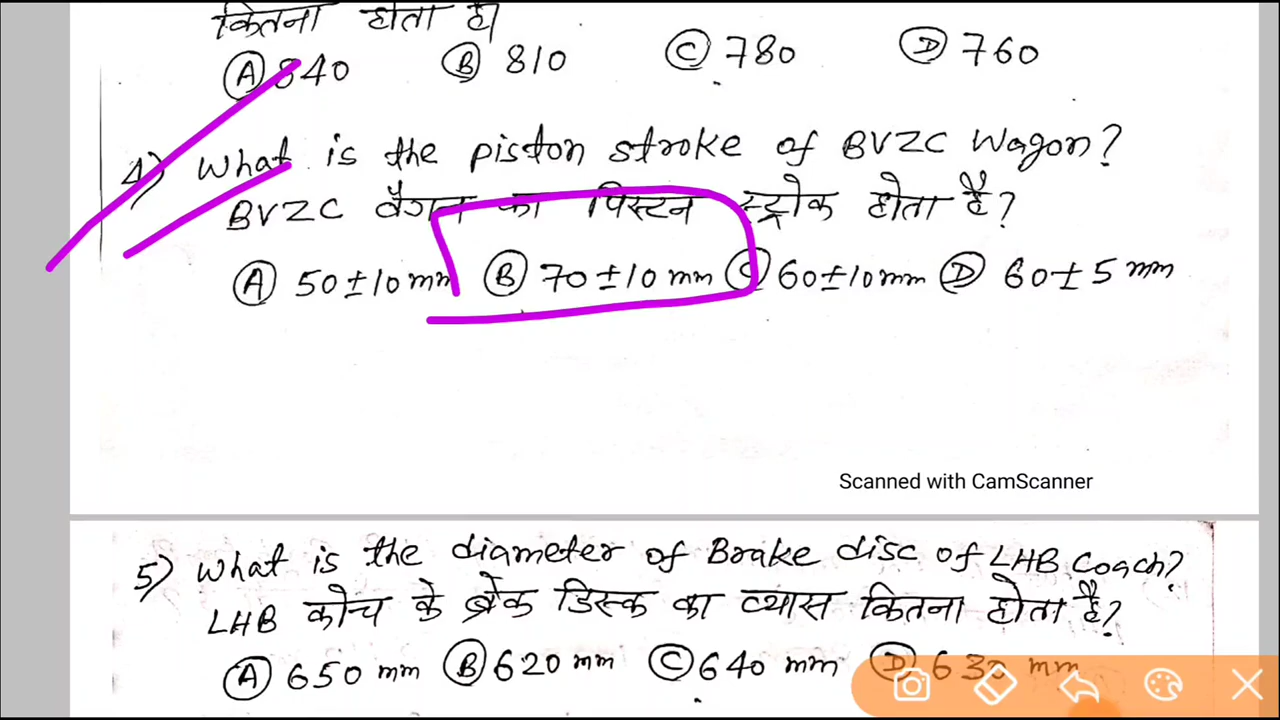 कितना होता है।
Ⓐ 840 Ⓑ 810 Ⓒ 780 Ⓓ 760
4) What is the piston stroke of BVZC Wagon?
BVZC वैगन का पिस्टन स्ट्रोक होता है?
Ⓐ 50±10 mm Ⓑ 70±10 mm Ⓒ 60±10 mm Ⓓ 60±5 mm
Scanned with CamScanner
5) What is the diameter of Brake disc of LHB Coach?
LHB कोच के ब्रेक डिस्क का व्यास कितना होता है?
Ⓐ 650 mm Ⓑ 620 mm Ⓒ 640 mm Ⓓ 630 mm